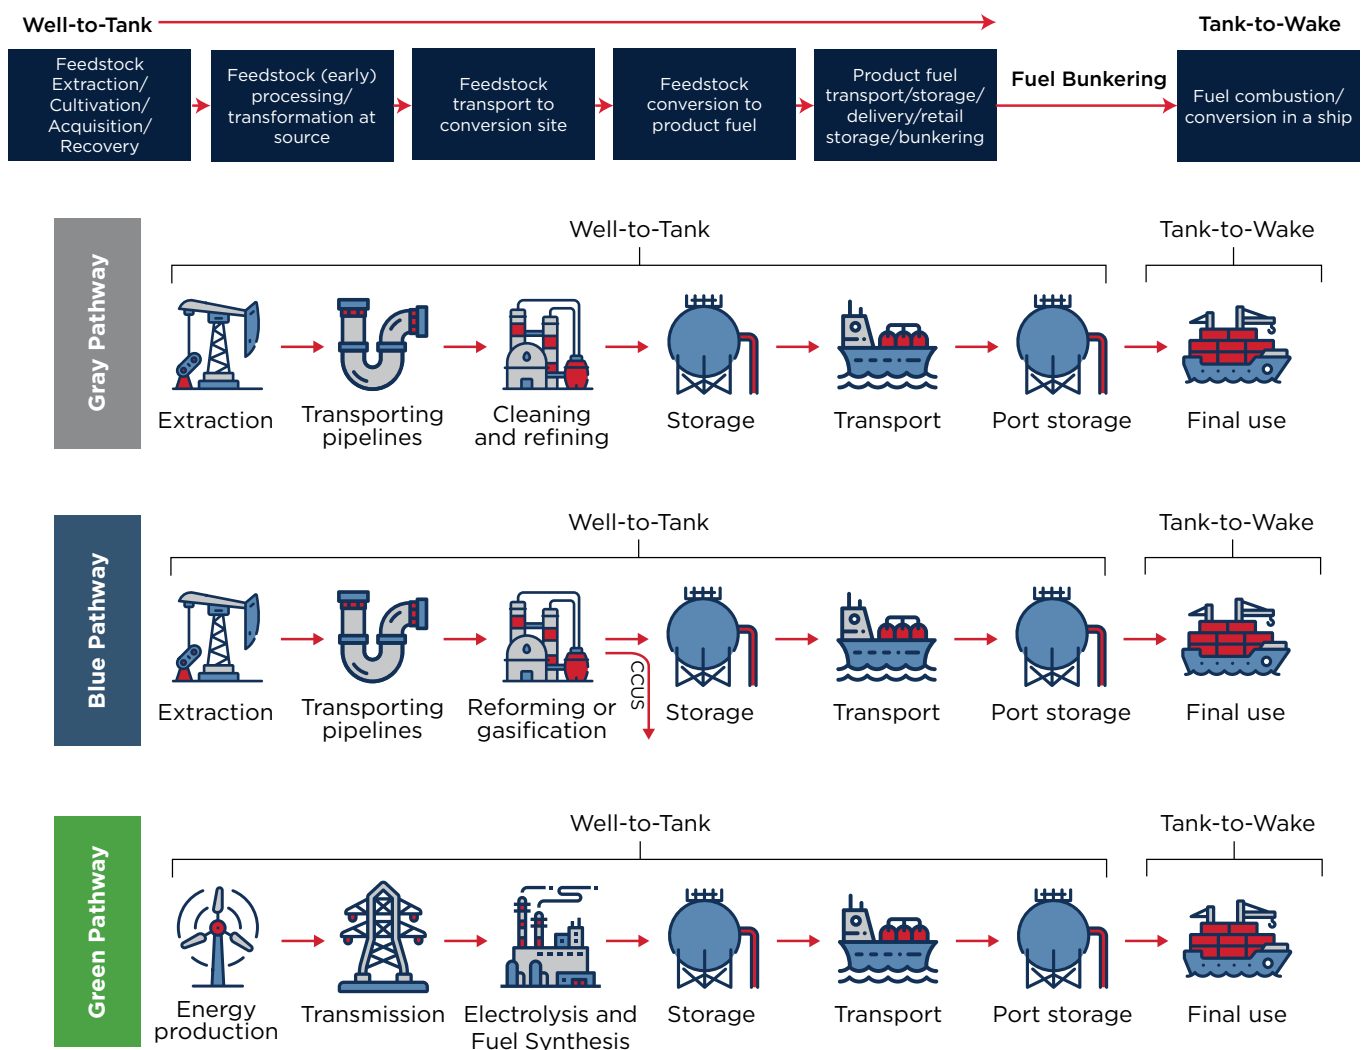 Well-to-Tank
Tank-to-Wake
Feedstock
Extraction/
Cultivation/
Acquisition/
Recovery
Feedstock (early)
processing/
transformation at
source
Feedstock
transport to
conversion site
Feedstock
conversion to
product fuel
Product fuel
transport/storage/
delivery/retail
storage/bunkering
Fuel Bunkering
Fuel combustion/
conversion in a ship
Gray Pathway
Well-to-Tank
Tank-to-Wake
Extraction
Transporting
pipelines
Cleaning
and refining
Storage
Transport
Port storage
Final use
Blue Pathway
Well-to-Tank
Tank-to-Wake
Extraction
Transporting
pipelines
Reforming or
gasification
CCUS
Storage
Transport
Port storage
Final use
Green Pathway
Well-to-Tank
Tank-to-Wake
Energy
production
Transmission
Electrolysis and
Fuel Synthesis
Storage
Transport
Port storage
Final use